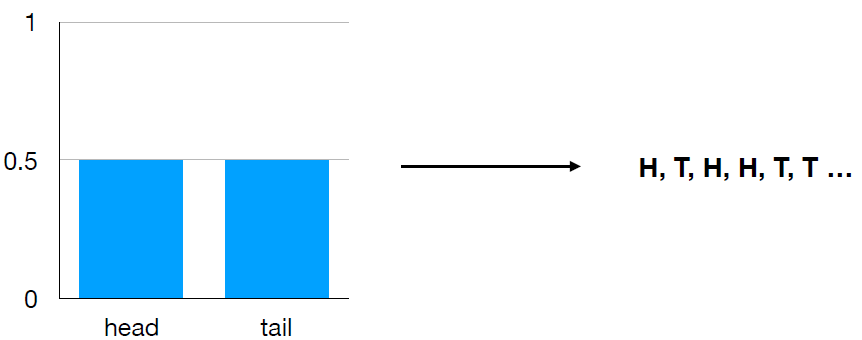 1
0.5
0
head
tail
H, T, H, H, T, T ...